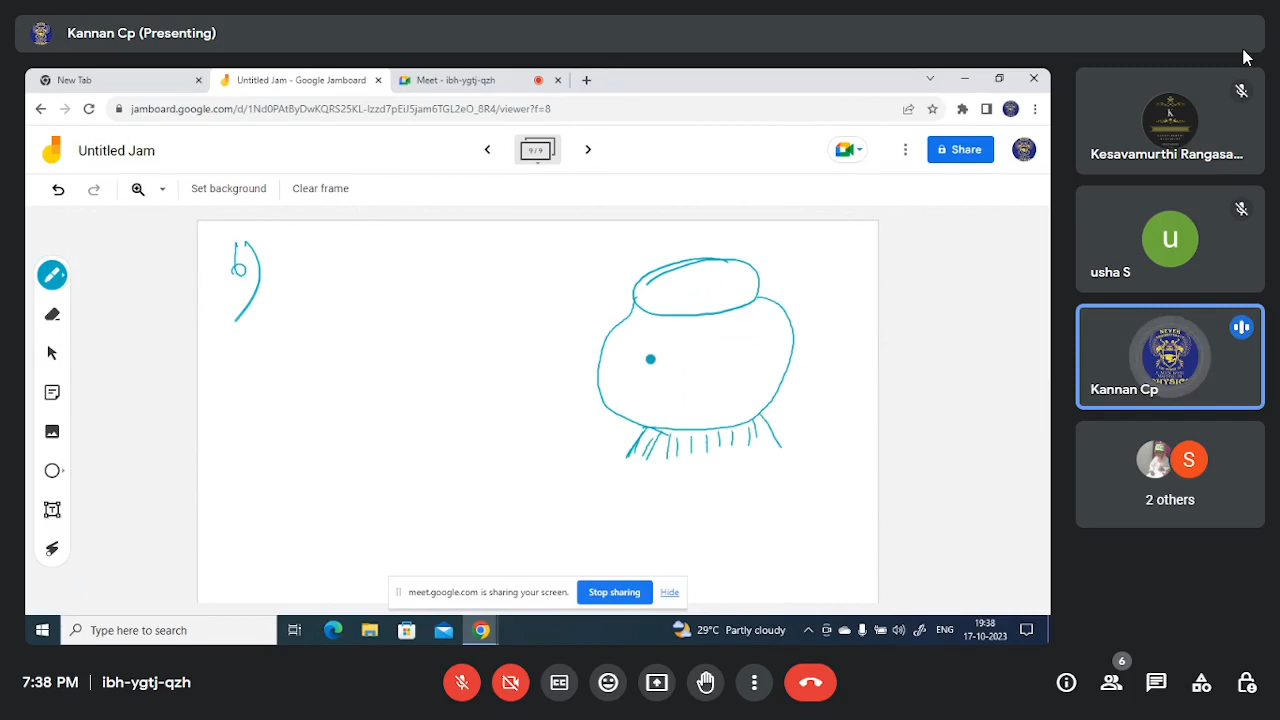 Kannan Cp (Presenting)
New Tab
Untitled Jam - Google Jamboard
Meet - ibh-ygtj-qzh
jamboard.google.com/d/1Nd0PAtByDwKQRS25KL-lzzd7pEiJ5jam6TGL2eO_8R4/viewer?f=8
Untitled Jam
9 / 9
Share
Set background
Clear frame
b)
meet.google.com is sharing your screen.
Stop sharing
Hide
Type here to search
29°C Partly cloudy
ENG
19:38
17-10-2023
K
Kesavamurthi Rangasa...
u
usha S
PHYSICS
Kannan Cp
S
2 others
7:38 PM | ibh-ygtj-qzh
6